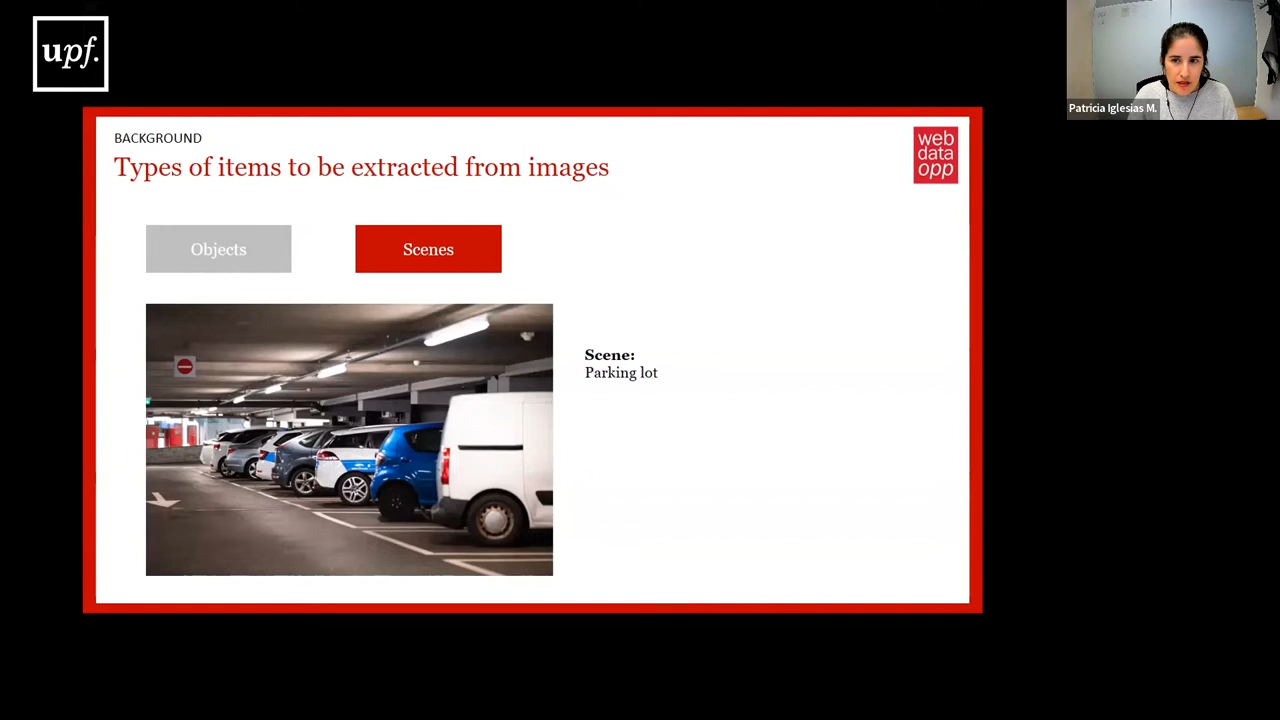 upf.
Patricia Iglesias M.
BACKGROUND
Types of items to be extracted from images
web
data
opp
Objects
Scenes
Scene:
Parking lot